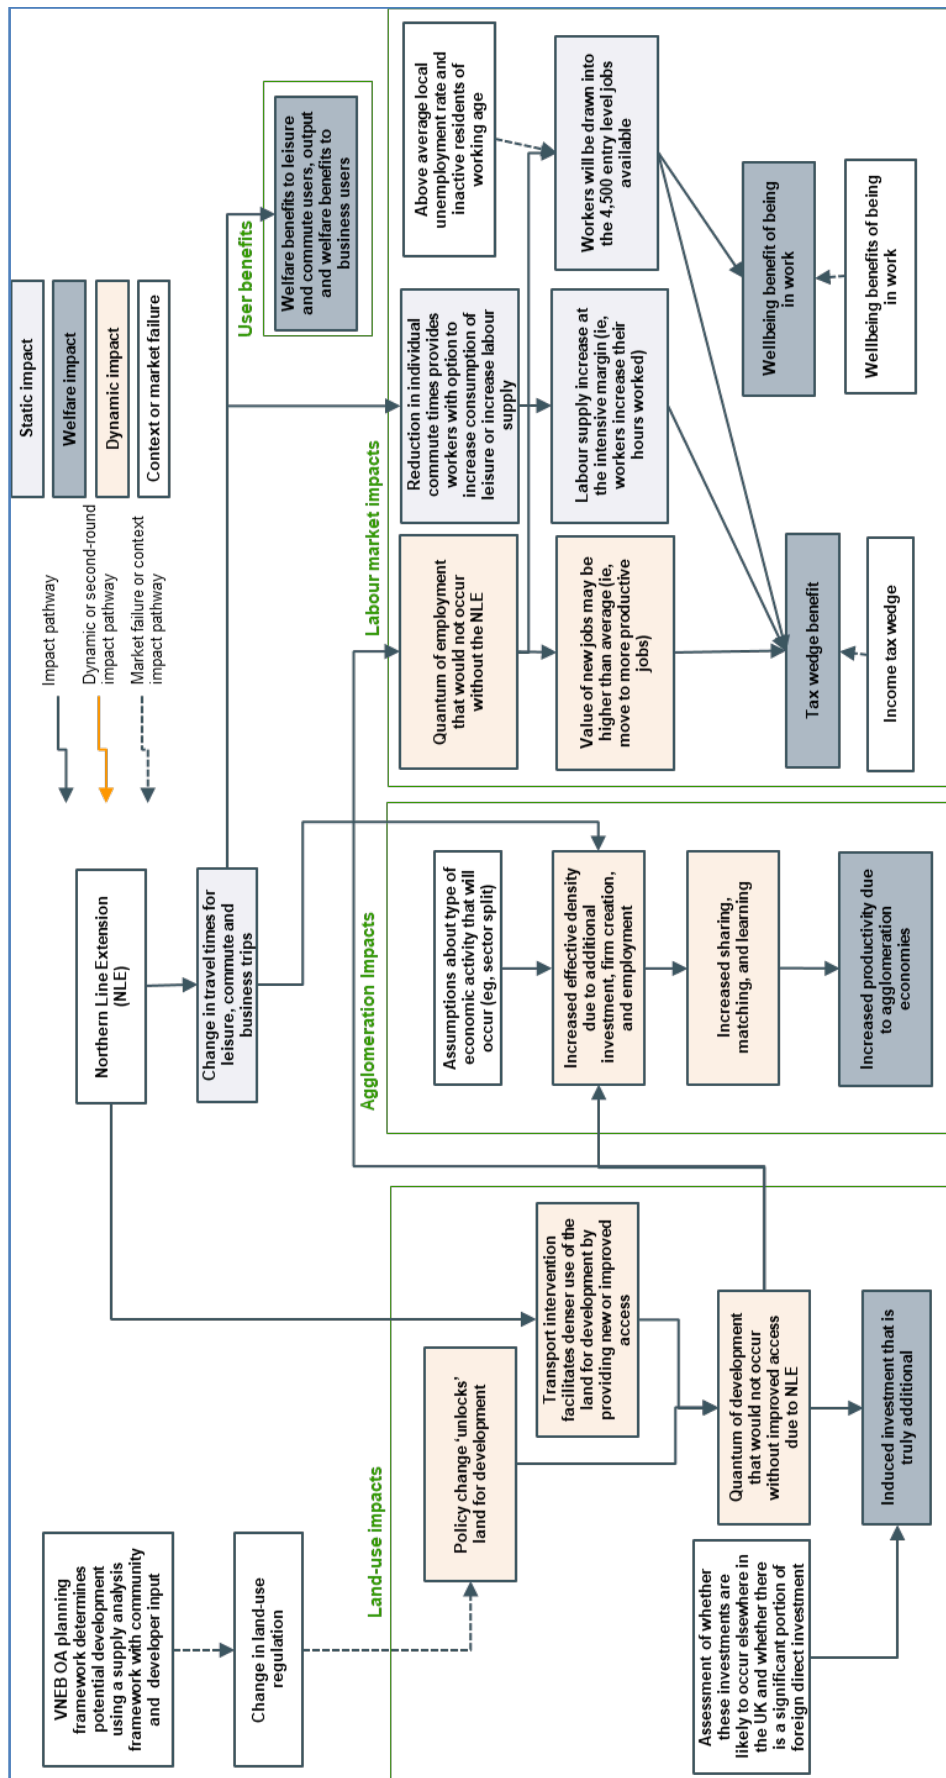 VNEB OA planning
framework determines
potential development
using a supply analysis
framework with community
and developer input
Change in land-use
regulation
Northern Line Extension
(NLE)
Change in travel times for
leisure, commute and
business trips
Impact pathway
Dynamic or second-round
impact pathway
Market failure or context
impact pathway
Static impact
Welfare impact
Dynamic impact
Context or market failure
User benefits
Welfare benefits to leisure
and commute users, output
and welfare benefits to
business users
Land-use impacts
Policy change 'unlocks'
land for development
Transport intervention
facilitates denser use of the
land for development by
providing new or improved
access
Assessment of whether
these investments are
likely to occur elsewhere in
the UK and whether there
is a significant portion of
foreign direct investment
Quantum of development
that would not occur
without improved access
due to NLE
Induced investment that is
truly additional
Agglomeration Impacts
Assumptions about type of
economic activity that will
occur (eg, sector split)
Increased effective density
due to additional
investment, firm creation,
and employment
Increased sharing,
matching, and learning
Increased productivity due
to agglomeration
economies
Labour market impacts
Quantum of employment
that would not occur
without the NLE
Reduction in individual
commute times provides
workers with option to
increase consumption of
leisure or increase labour
supply
Above average local
unemployment rate and
inactive residents of
working age
Value of new jobs may be
higher than average (ie,
move to more productive
jobs)
Labour supply increase at
the intensive margin (ie,
workers increase their
hours worked)
Workers will be drawn into
the 4,500 entry level jobs
available
Tax wedge benefit
Wellbeing benefit of being
in work
Income tax wedge
Wellbeing benefits of being
in work